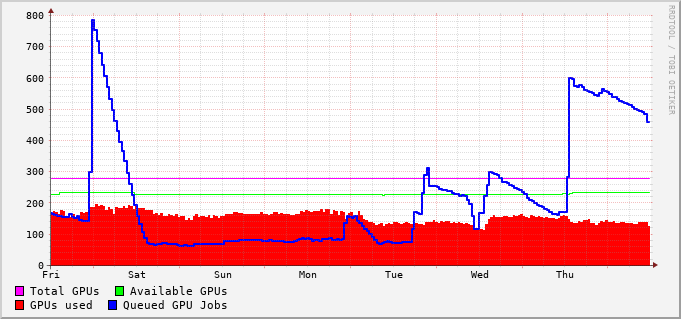 800
700
600
500
400
300
200
100
0
Fri Sat Sun Mon Tue Wed Thu
Total GPUs Available GPUs
GPUs used Queued GPU Jobs
RRDTOOL / TOBI OETIKER